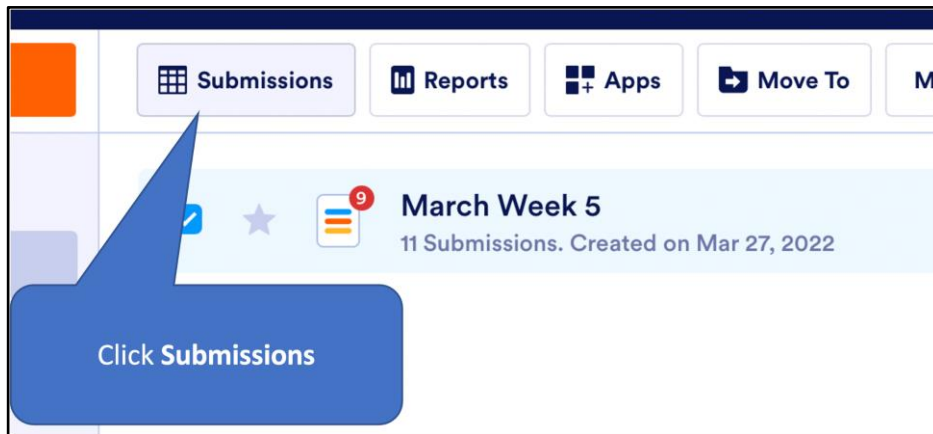 Submissions
Reports
Apps
Move To
M
9
March Week 5
11 Submissions. Created on Mar 27, 2022
Click Submissions